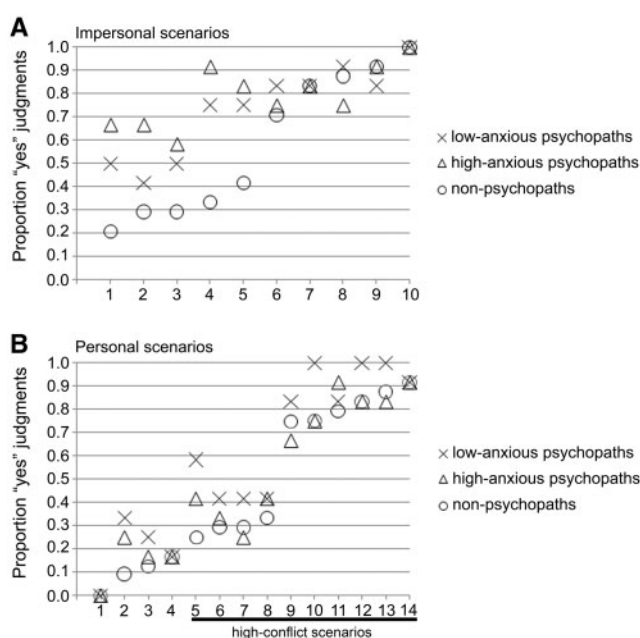 A
Impersonal scenarios
Proportion "yes" judgments
1.0
0.9
0.8
0.7
0.6
0.5
0.4
0.3
0.2
0.1
0.0
1 2 3 4 5 6 7 8 9 10
low-anxious psychopaths
high-anxious psychopaths
non-psychopaths
B
Personal scenarios
Proportion "yes" judgments
1.0
0.9
0.8
0.7
0.6
0.5
0.4
0.3
0.2
0.1
0.0
1 2 3 4 5 6 7 8 9 10 11 12 13 14
high-conflict scenarios
low-anxious psychopaths
high-anxious psychopaths
non-psychopaths